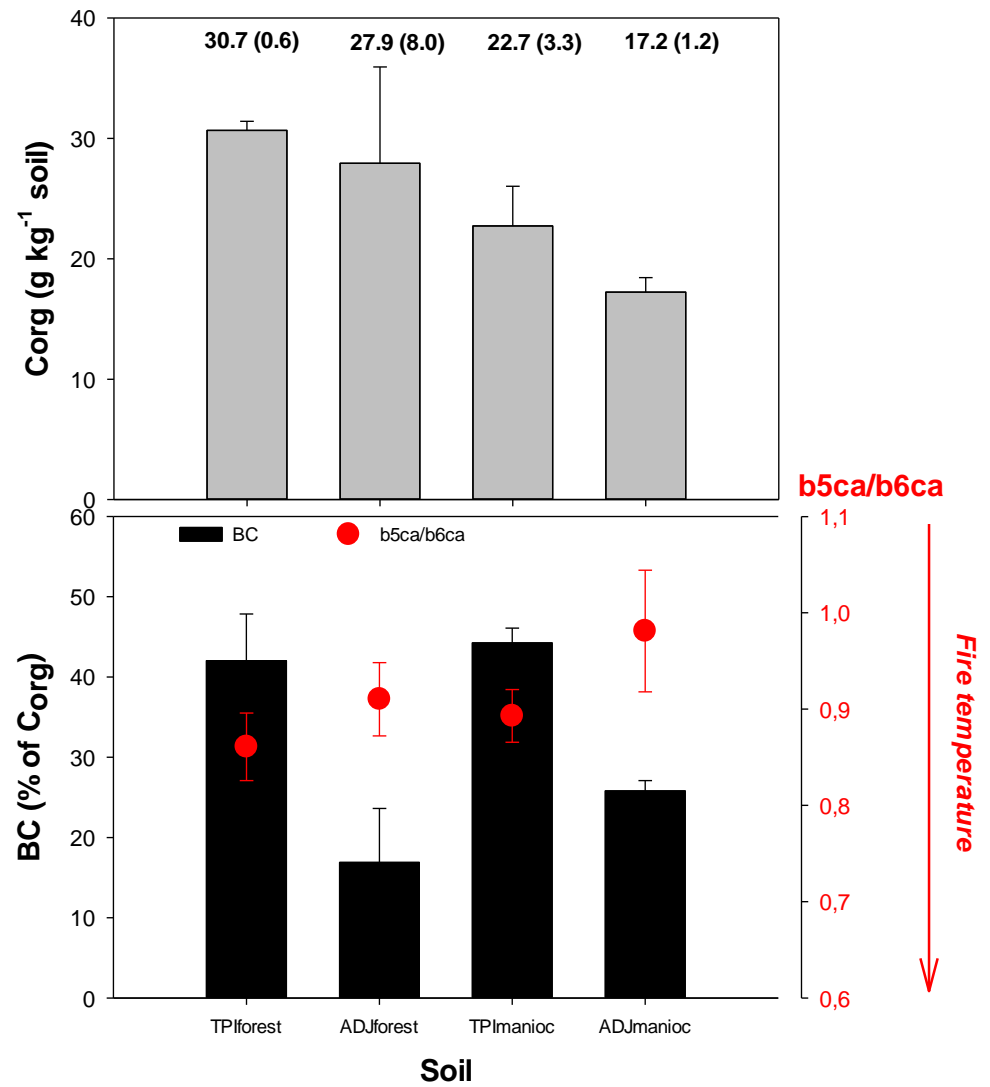 40
30.7 (0.6) 27.9 (8.0) 22.7 (3.3) 17.2 (1.2)
30
20
10
0
Corg (g kg-1 soil)
b5ca/b6ca
60
50
40
30
20
10
0
BC (% of Corg)
BC b5ca/b6ca
1,1
1,0
0,9
0,8
0,7
0,6
Fire temperature
TPIforest ADJforest TPImanioc ADJmanioc
Soil